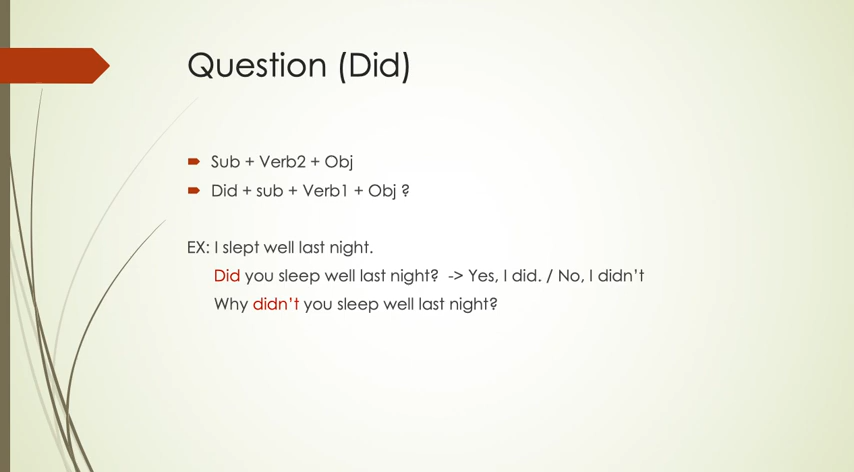 Question (Did)
Sub + Verb2 + Obj
Did + sub + Verb1 + Obj ?
EX: I slept well last night.
Did you sleep well last night?  -> Yes, I did. / No, I didn’t
Why didn’t you sleep well last night?